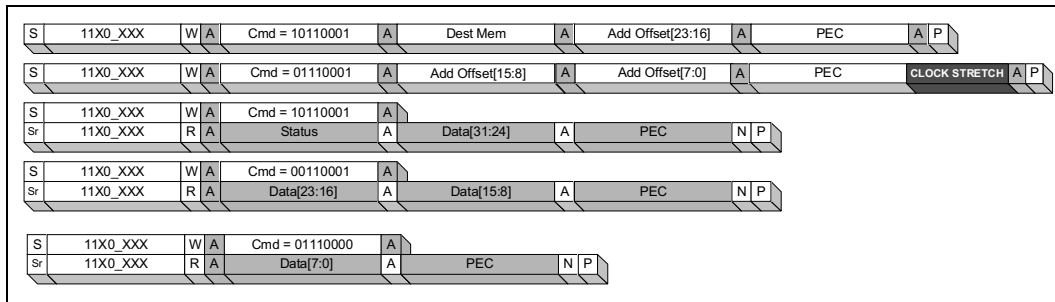 S 11X0_XXX W A Cmd = 10110001 A Dest Mem A Add Offset[23:16] A PEC A P
S 11X0_XXX W A Cmd = 01110001 A Add Offset[15:8] A Add Offset[7:0] A PEC CLOCK STRETCH A P
S 11X0_XXX W A Cmd = 10110001 A
Sr 11X0_XXX R A Status A Data[31:24] A PEC N P
S 11X0_XXX W A Cmd = 00110001 A
Sr 11X0_XXX R A Data[23:16] A Data[15:8] A PEC N P
S 11X0_XXX W A Cmd = 01110000 A
Sr 11X0_XXX R A Data[7:0] A PEC N P